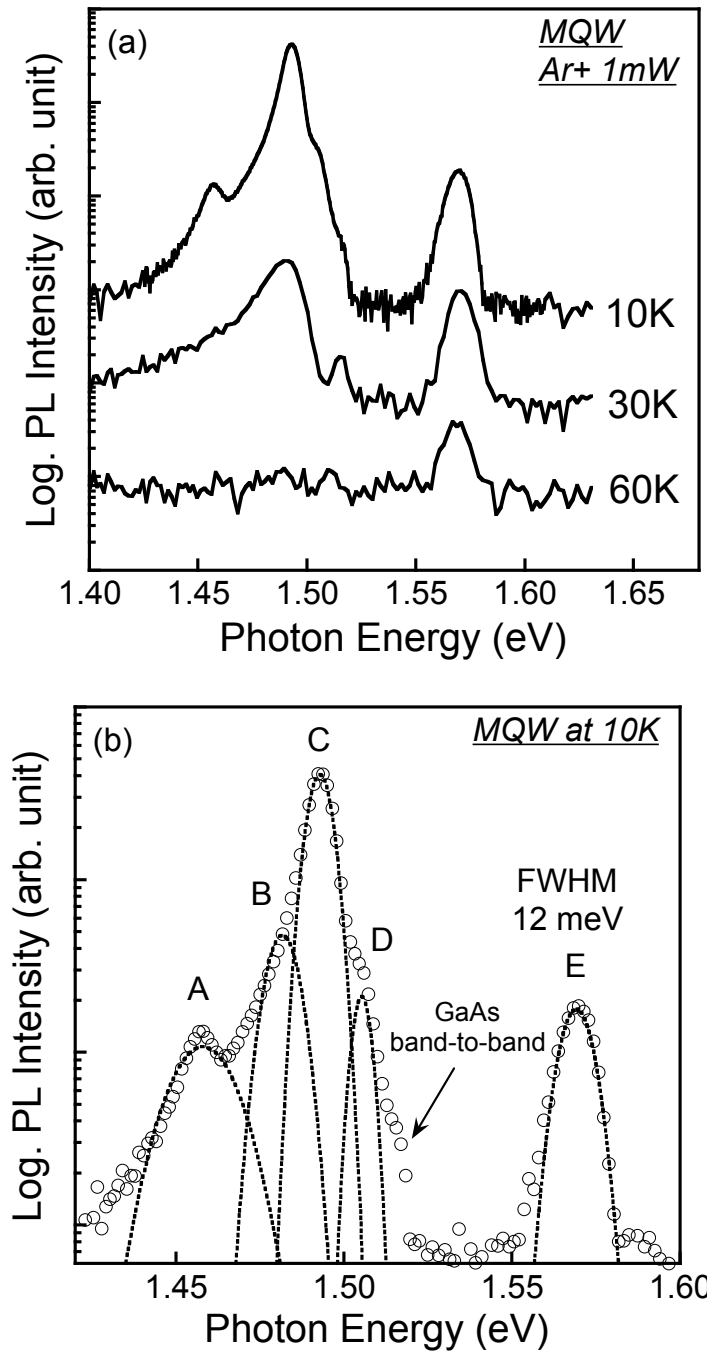 (a)
MQW
Ar+ 1mW
Log. PL Intensity (arb. unit)
10K
30K
60K
1.40 1.45 1.50 1.55 1.60 1.65
Photon Energy (eV)
(b)
MQW at 10K
C
FWHM
12 meV
B
D
E
A
GaAs
band-to-band
Log. PL Intensity (arb. unit)
1.45 1.50 1.55 1.60
Photon Energy (eV)